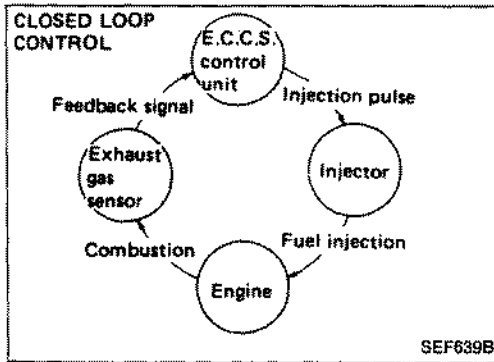 CLOSED LOOP
CONTROL
E.C.C.S.
control
unit
Feedback signal
Injection pulse
Exhaust
gas
sensor
Injector
Combustion
Fuel injection
Engine
SEF639B